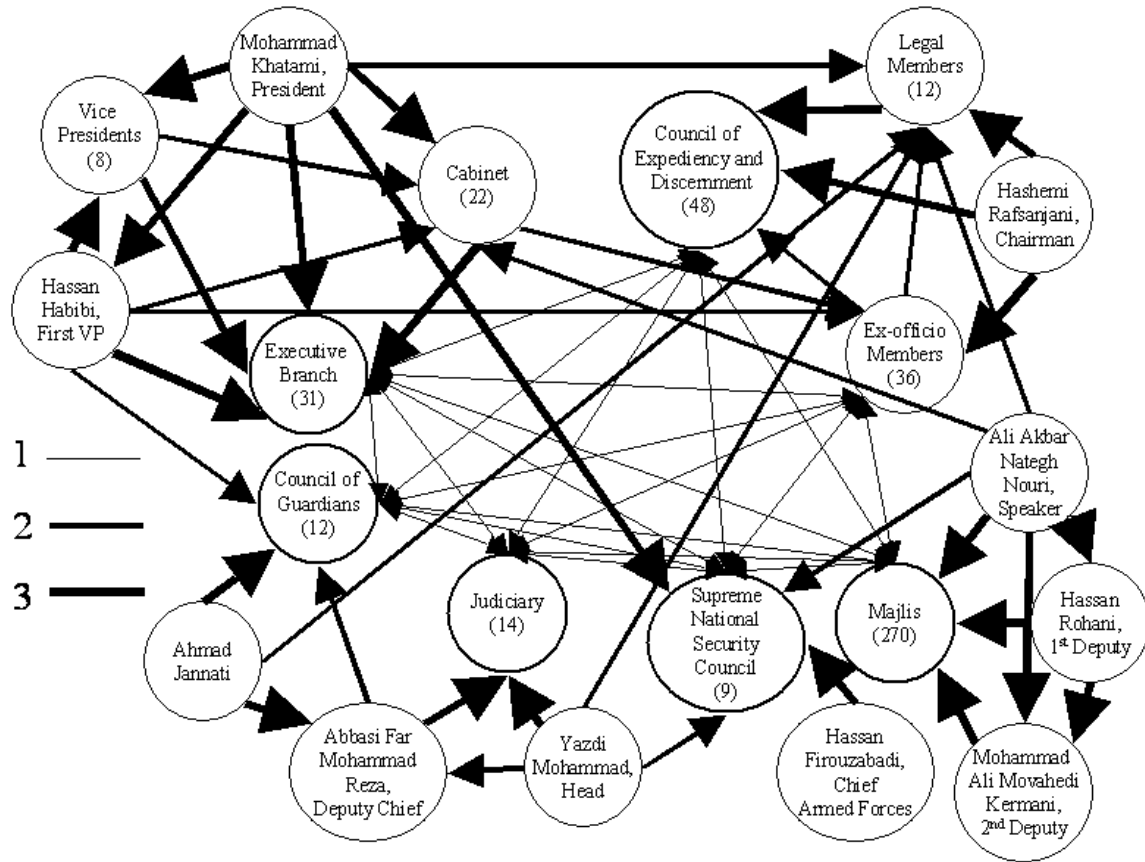 Mohammad
Khatami,
President
Legal
Members
(12)
Vice
Presidents
(8)
Council of
Expediency and
Discernment
(48)
Cabinet
(22)
Hashemi
Rafsanjani,
Chairman
Hassan
Habibi,
First VP
Executive
Branch
(31)
Ex-officio
Members
(36)
1
2
3
Council of
Guardians
(12)
Ali Akbar
Nategh
Nouri,
Speaker
Judiciary
(14)
Supreme
National
Security
Council
(9)
Majlis
(270)
Hassan
Rohani,
1st Deputy
Ahmad
Jannati
Abbasi Far
Mohammad
Reza,
Deputy Chief
Yazdi
Mohammad,
Head
Hassan
Firouzabadi,
Chief
Armed Forces
Mohammad
Ali Movahedi
Kermani,
2nd Deputy